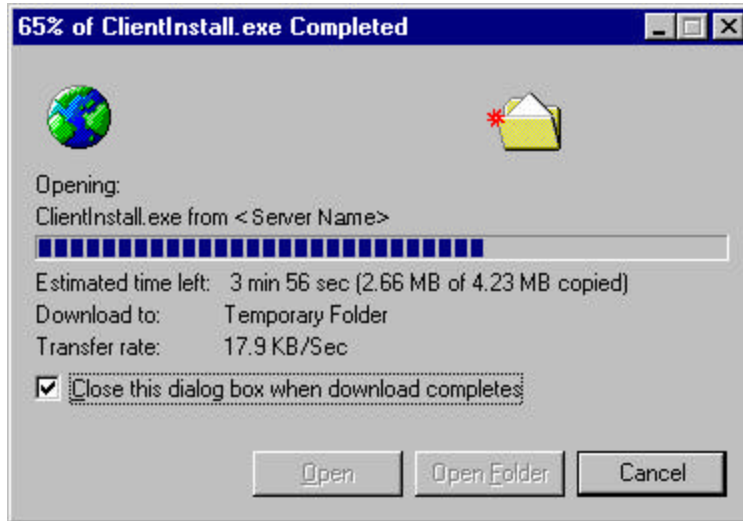 65% of ClientInstall.exe Completed
Opening:
ClientInstall.exe from <Server Name>
Estimated time left: 3 min 56 sec (2.66 MB of 4.23 MB copied)
Download to: Temporary Folder
Transfer rate: 17.9 KB/Sec
Close this dialog box when download completes
Open Open Folder Cancel